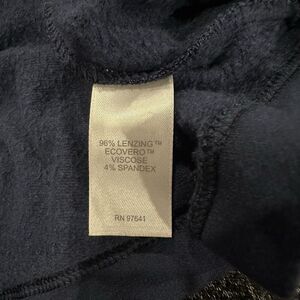 96% LENZING™
ECOVERO™
VISCOSE
4% SPANDEX
RN 97641